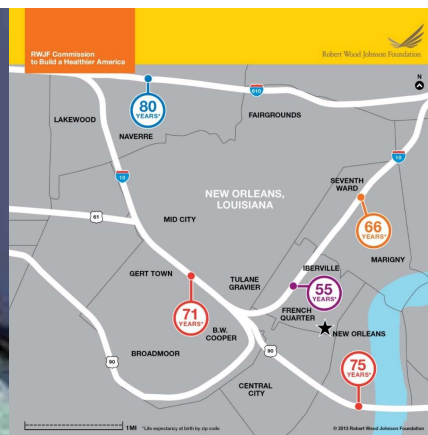 RWJF Commission
to Build a Healthier America
Robert Wood Johnson Foundation
N
80
YEARS*
610
LAKEWOOD
FAIRGROUNDS
NAVERRE
10
10
SEVENTH
WARD
NEW ORLEANS,
LOUISIANA
61
MID CITY
66
YEARS*
MARIGNY
GERT TOWN
TULANE
GRAVIER
IBERVILLE
55
YEARS*
71
YEARS*
FRENCH
QUARTER
B.W.
COOPER
NEW ORLEANS
BROADMOOR
90
90
75
YEARS*
CENTRAL
CITY
1MI
*Life expectancy at birth by zip code
© 2013 Robert Wood Johnson Foundation